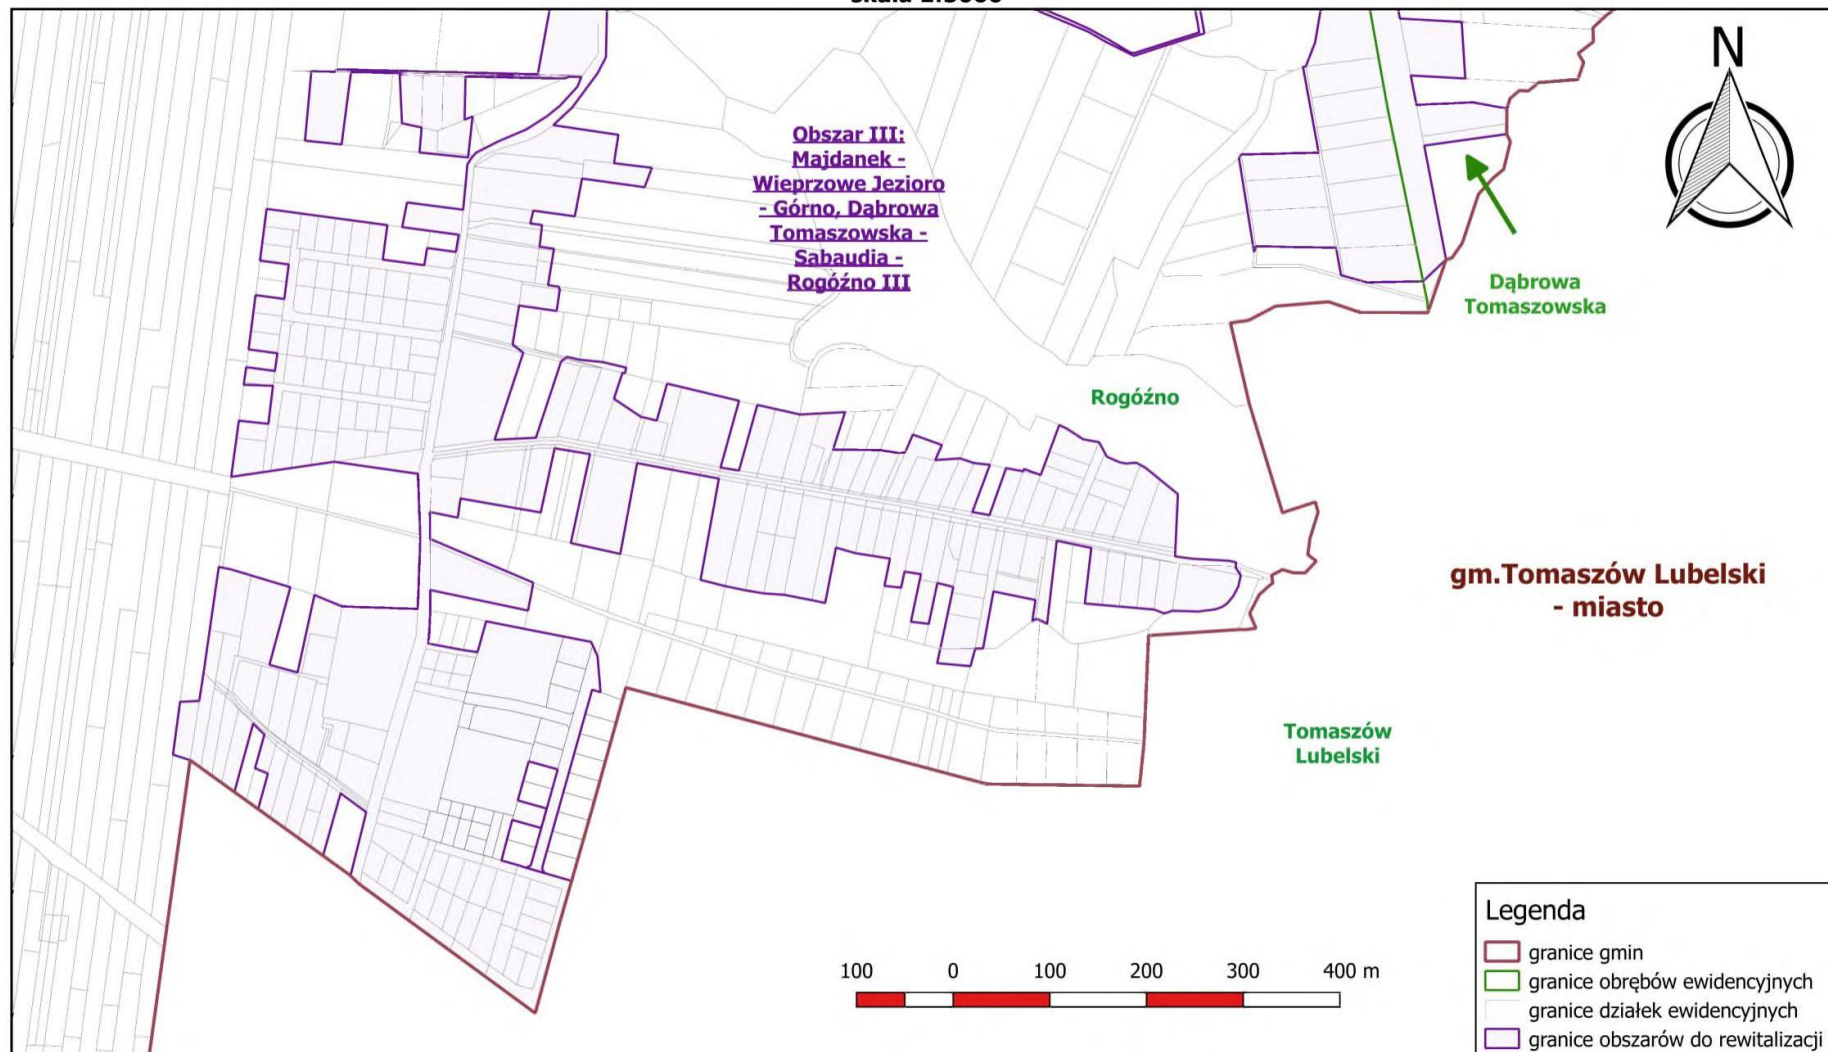 N
Obszar III:
Majdanek -
Wieprzowe Jezioro
- Górno, Dąbrowa
Tomaszowska -
Sabaudia -
Rogóźno III
Dąbrowa
Tomaszowska
Rogóźno
gm.Tomaszów Lubelski
- miasto
Tomaszów
Lubelski
100 0 100 200 300 400 m
Legenda
granice gmin
granice obrębów ewidencyjnych
granice działek ewidencyjnych
granice obszarów do rewitalizacji